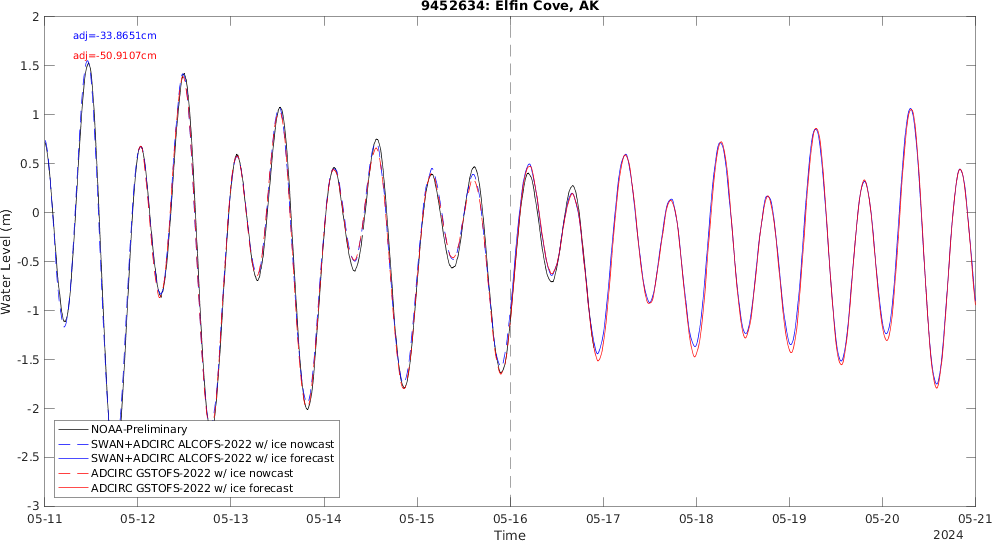 9452634: Elfin Cove, AK
adj=-33.8651cm
adj=-50.9107cm
Water Level (m)
2
1.5
1
0.5
0
-0.5
-1
-1.5
-2
-2.5
-3
NOAA-Preliminary
SWAN+ADCIRC ALCOFS-2022 w/ ice nowcast
SWAN+ADCIRC ALCOFS-2022 w/ ice forecast
ADCIRC GSTOFS-2022 w/ ice nowcast
ADCIRC GSTOFS-2022 w/ ice forecast
05-11 05-12 05-13 05-14 05-15 05-16 05-17 05-18 05-19 05-20 05-21
Time
2024